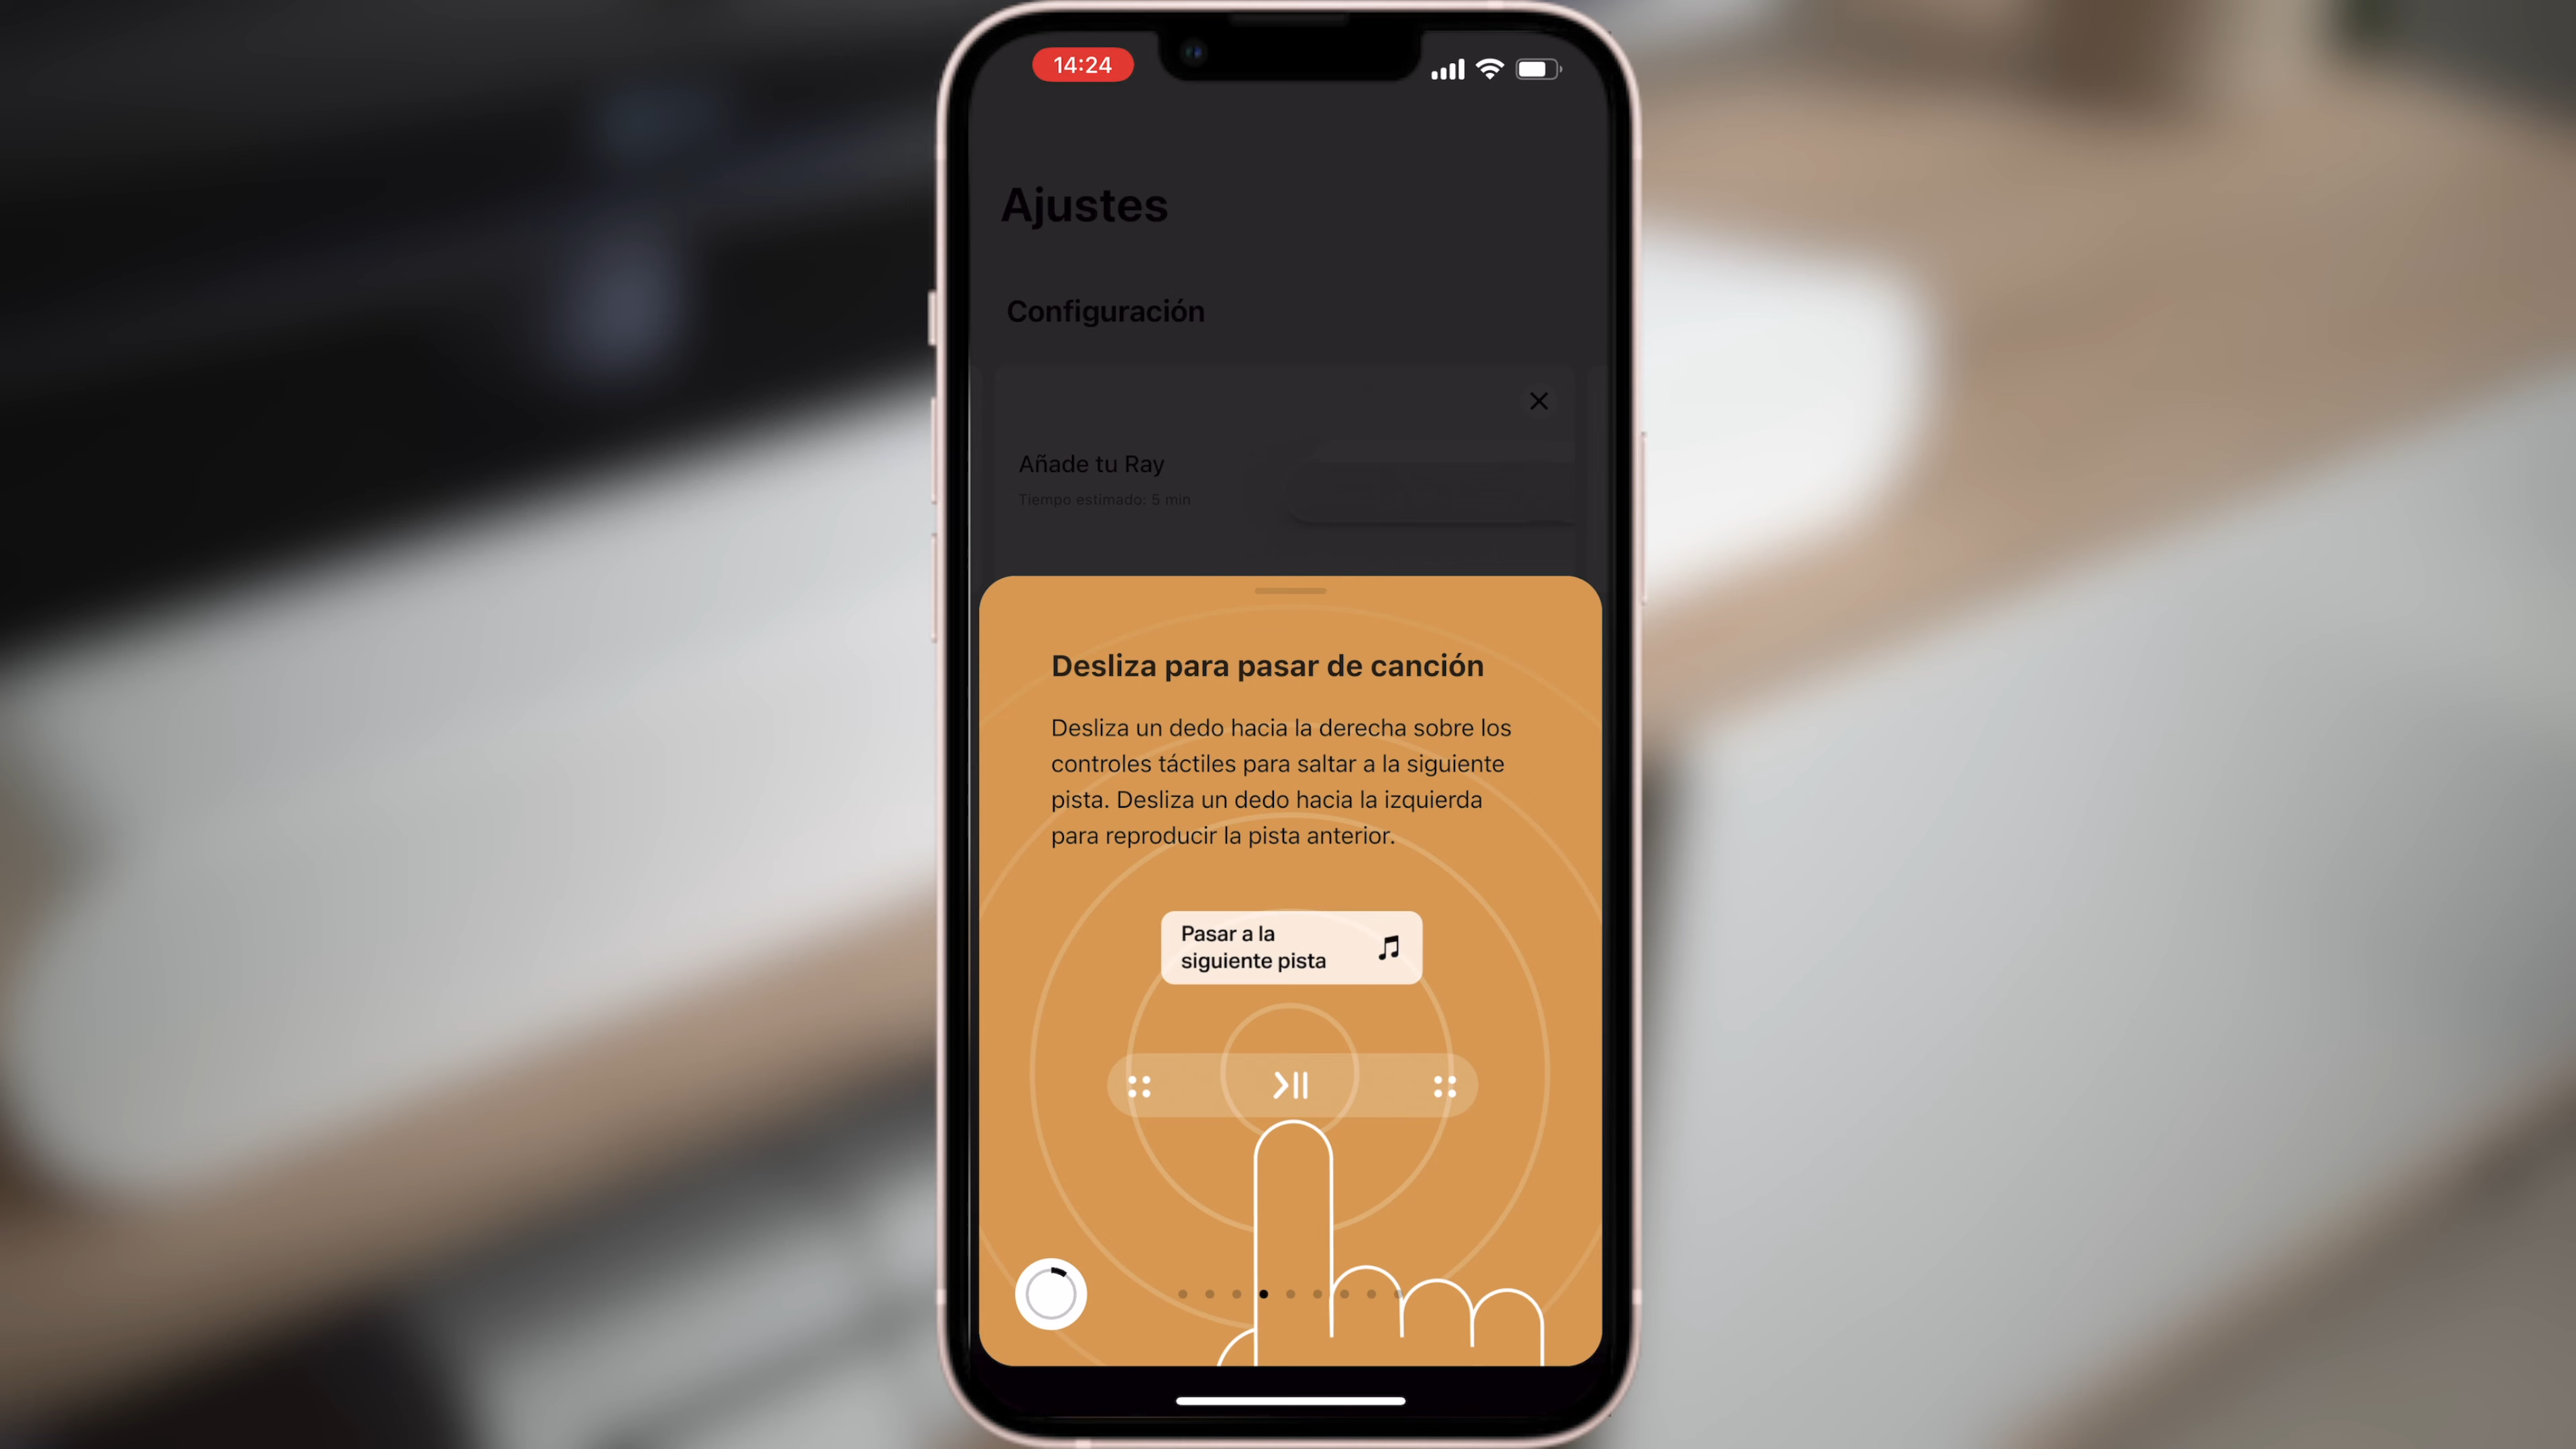 14:24
Ajustes
Configuración
Añade tu Ray
Tiempo estimado: 5 min
Desliza para pasar de canción
Desliza un dedo hacia la derecha sobre los
controles táctiles para saltar a la siguiente
pista. Desliza un dedo hacia la izquierda
para reproducir la pista anterior.
Pasar a la
siguiente pista